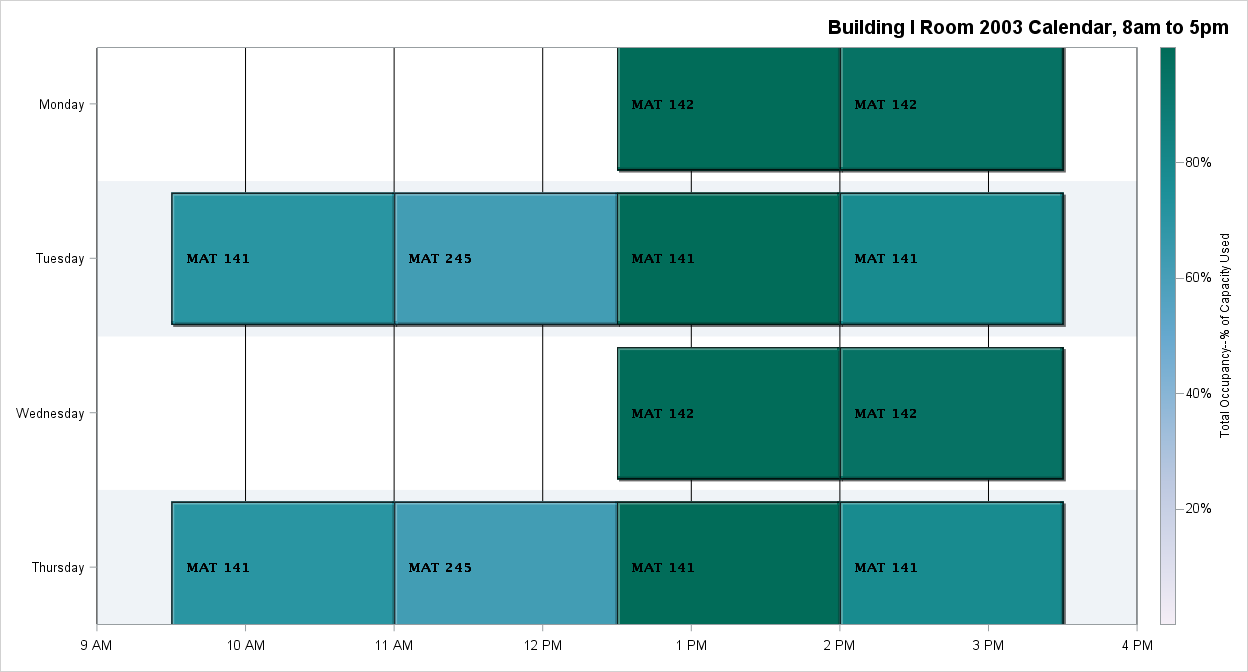 Building I Room 2003 Calendar, 8am to 5pm
Monday
MAT 142
MAT 142
80%
Tuesday
MAT 141
MAT 245
MAT 141
MAT 141
60%
Total Occupancy--% of Capacity Used
40%
Wednesday
MAT 142
MAT 142
20%
Thursday
MAT 141
MAT 245
MAT 141
MAT 141
9 AM
10 AM
11 AM
12 PM
1 PM
2 PM
3 PM
4 PM